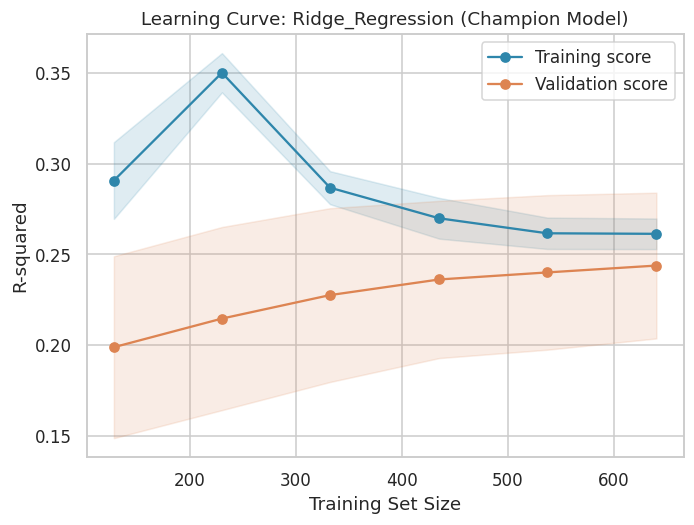 Learning Curve: Ridge_Regression (Champion Model)
Training score
Validation score
R-squared
0.35
0.30
0.25
0.20
0.15
200 300 400 500 600
Training Set Size